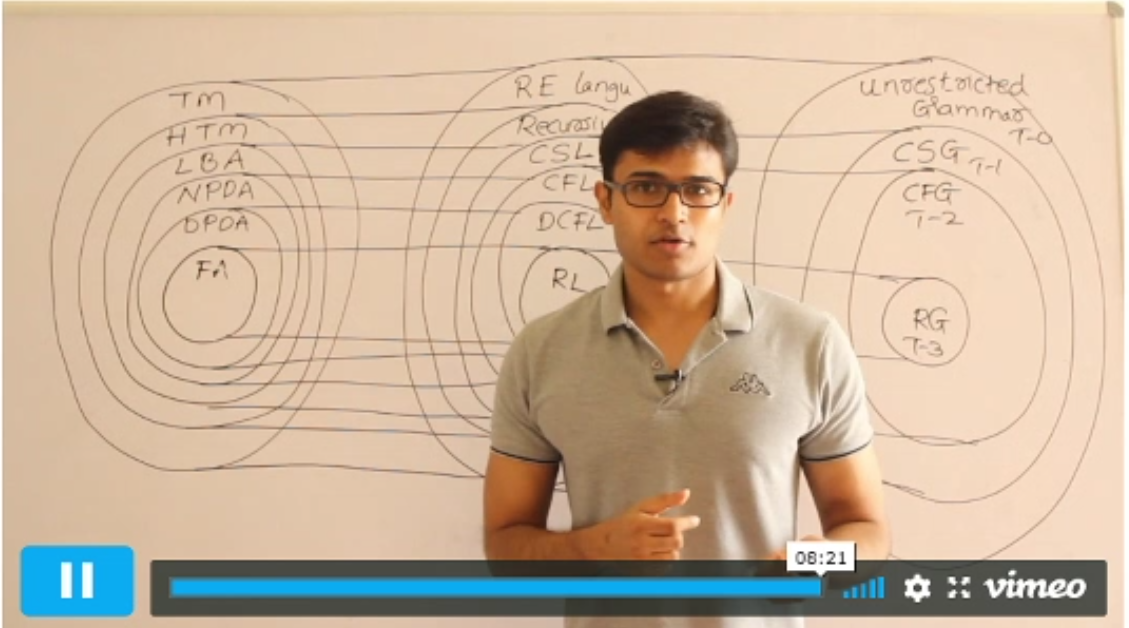 TM
HTM
LBA
NPDA
DPDA
FA
RE langu
Recursi
CSL
CFL
DCFL
RL
Unrestricted
Grammar
T-0
CSG T-1
CFG
T-2
RG
T-3
08:21
vimeo